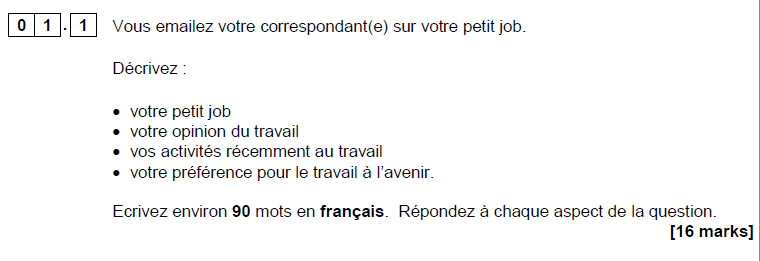 0 1 . 1 Vous emailez votre correspondant(e) sur votre petit job.
Décrivez :
• votre petit job
• votre opinion du travail
• vos activités récemment au travail
• votre préférence pour le travail à l'avenir.
Ecrivez environ 90 mots en français. Répondez à chaque aspect de la question.
[16 marks]